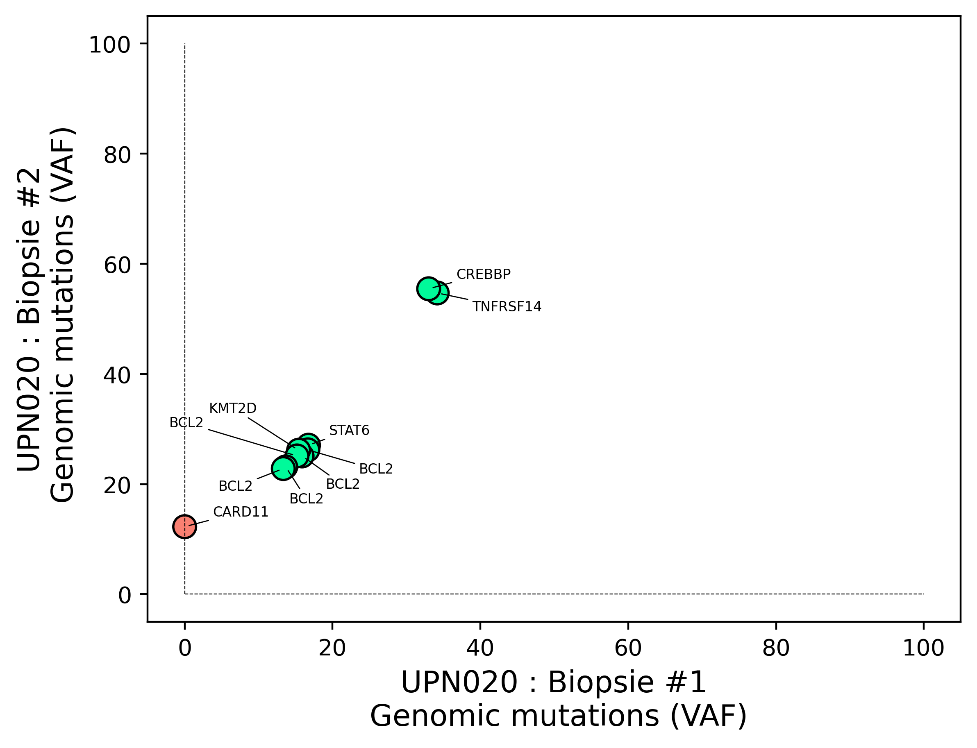 UPN020 : Biopsie #2
Genomic mutations (VAF)
100
80
60
40
20
0
CREBBP
TNFRSF14
KMT2D
BCL2
STAT6
BCL2
BCL2
BCL2
BCL2
CARD11
0
20
40
60
80
100
UPN020 : Biopsie #1
Genomic mutations (VAF)